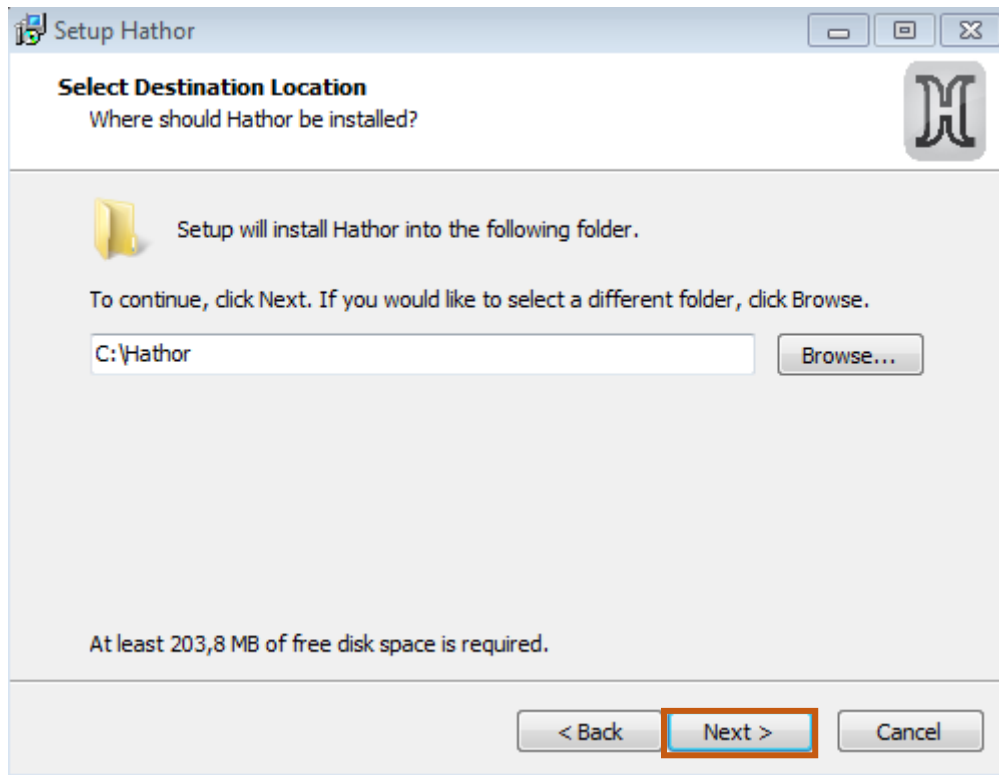 Setup Hathor
Select Destination Location
Where should Hathor be installed?
Setup will install Hathor into the following folder.
To continue, click Next. If you would like to select a different folder, click Browse.
C:\Hathor
Browse...
At least 203,8 MB of free disk space is required.
< Back
Next >
Cancel